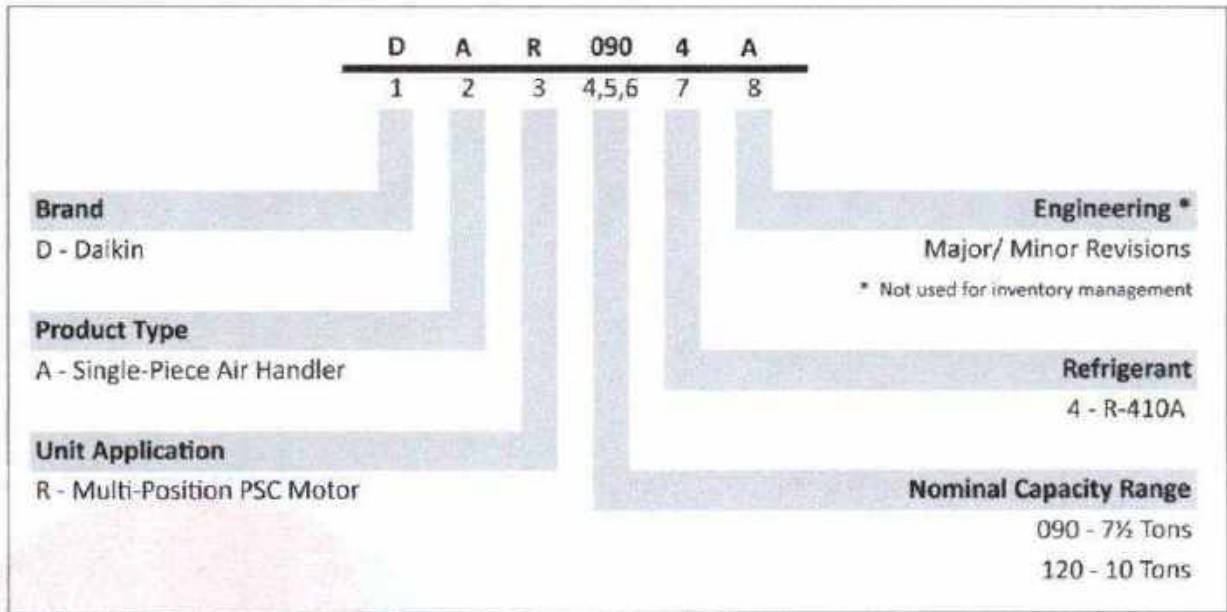 D A R 090 4 A
1 2 3 4,5,6 7 8
Brand
D - Daikin
Product Type
A - Single-Piece Air Handler
Unit Application
R - Multi-Position PSC Motor
Engineering *
Major/ Minor Revisions
* Not used for inventory management
Refrigerant
4 - R-410A
Nominal Capacity Range
090 - 7½ Tons
120 - 10 Tons